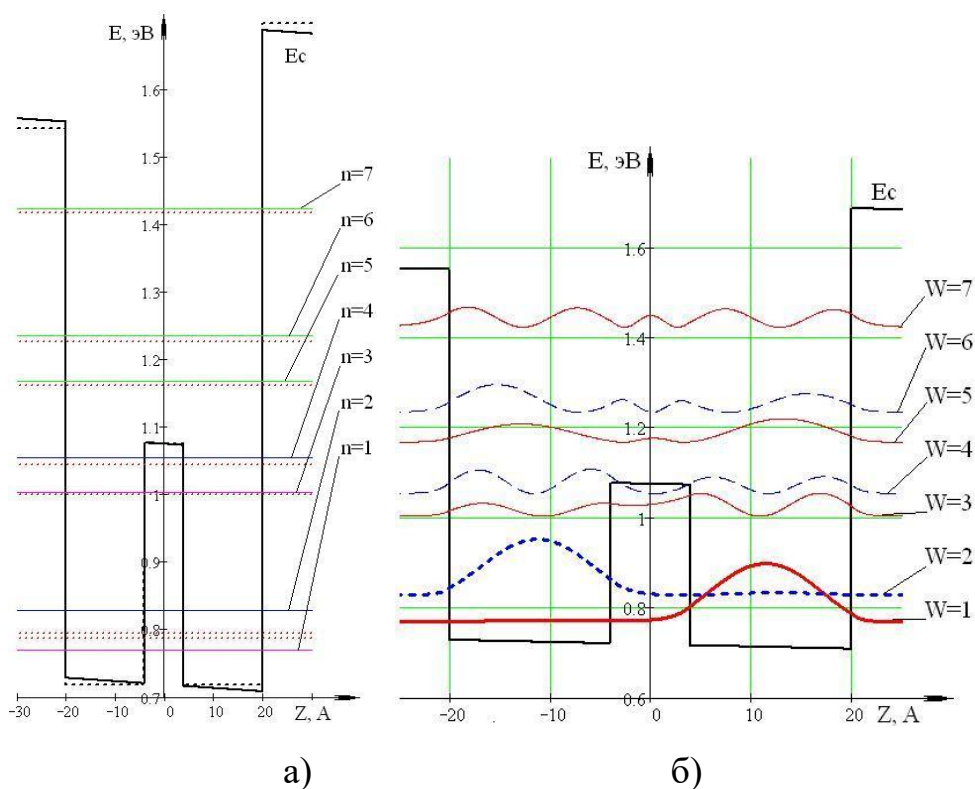 E, эВ
Ec
1.6
1.5
1.4
1.3
1.2
1.1
1
0.9
0.8
0.7
n=7
n=6
n=5
n=4
n=3
n=2
n=1
−30 −20 −10 0 10 20
Z, A
E, эВ
Ec
1.6
1.4
1.2
1
0.8
0.6
W=7
W=6
W=5
W=4
W=3
W=2
W=1
−20 −10 0 10 20
Z, A
а) б)